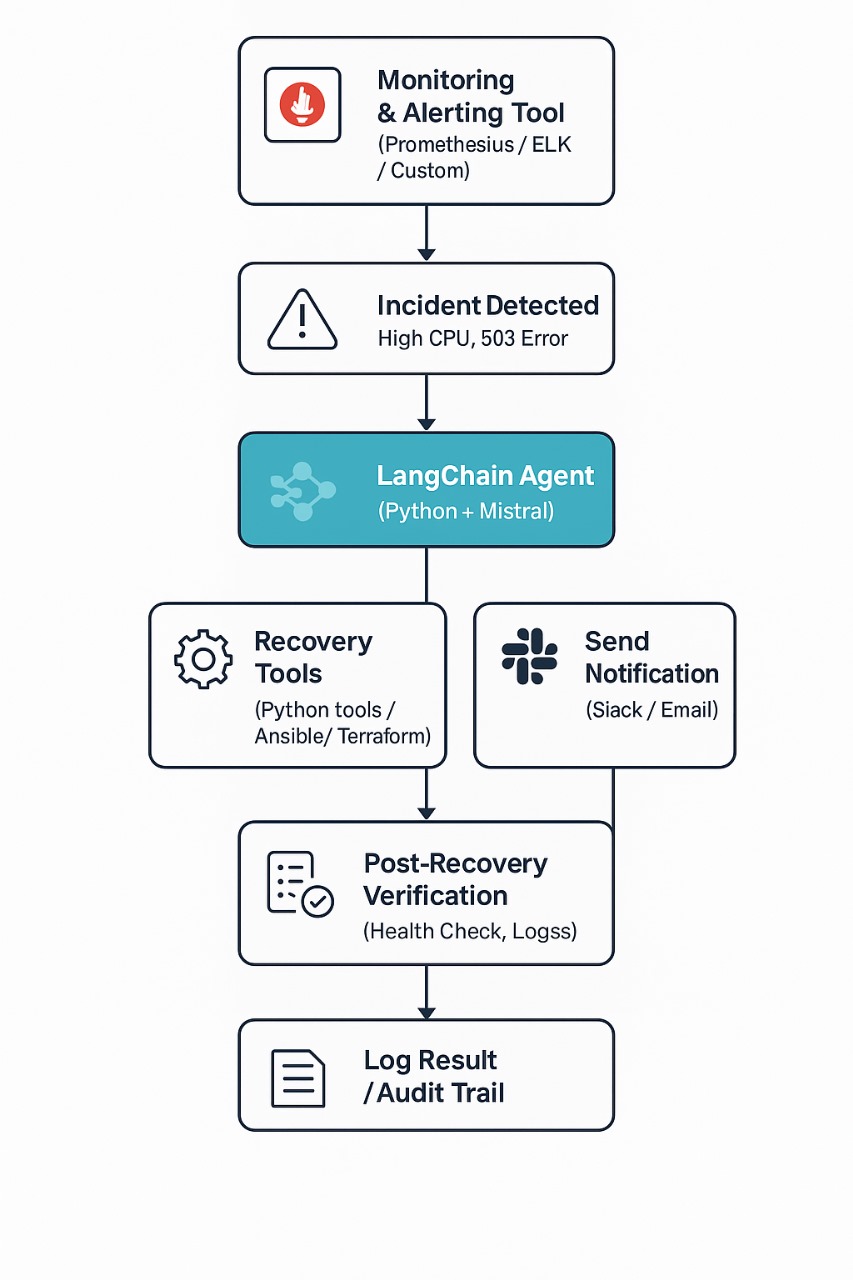 Monitoring
& Alerting Tool
(Promethesius / ELK
/ Custom)
Incident Detected
High CPU, 503 Error
LangChain Agent
(Python + Mistral)
Recovery
Tools
(Python tools /
Ansible/ Terraform)
Send
Notification
(Siack / Email)
Post-Recovery
Verification
(Health Check, Logss)
Log Result
/Audit Trail